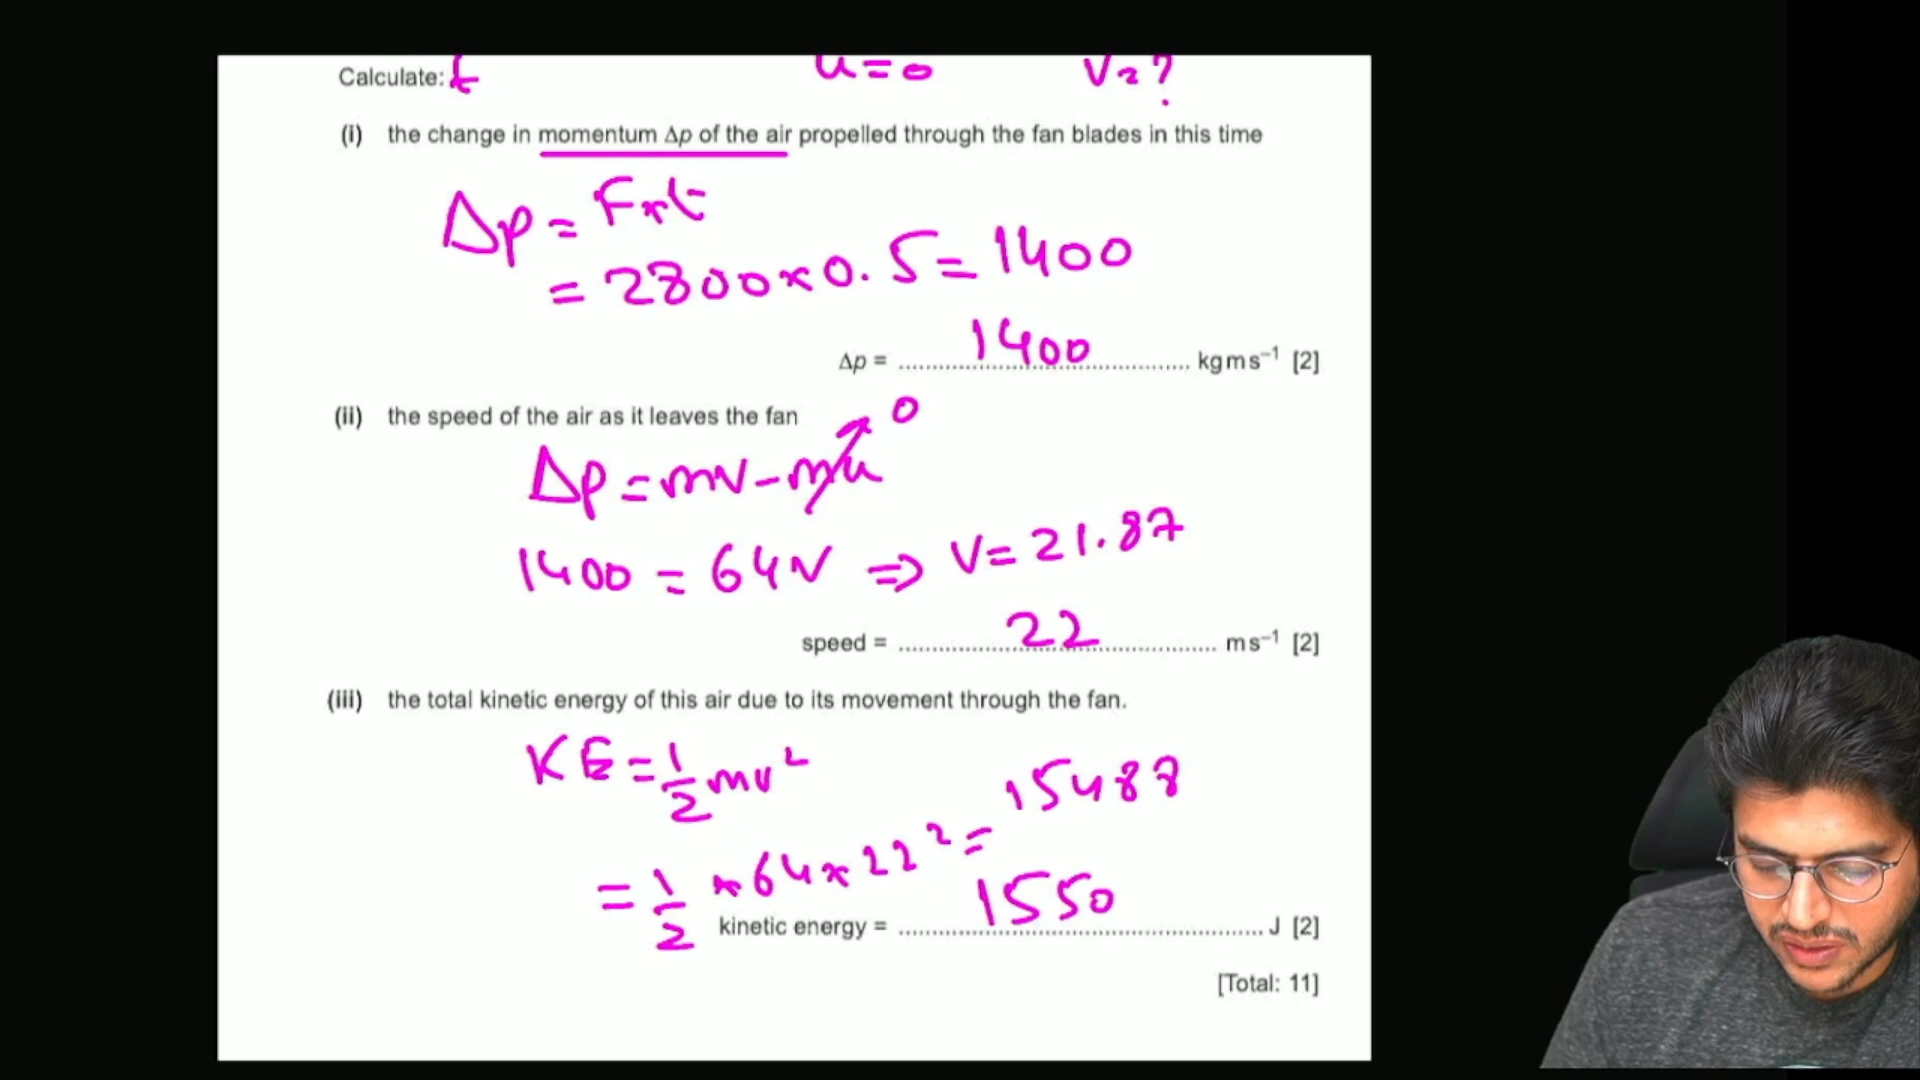 Calculate: t u = 0 v = ?
(i) the change in momentum Δp of the air propelled through the fan blades in this time
Δp = F×t
= 2800×0.5 = 1400
Δp = 1400 kg m s⁻¹ [2]
(ii) the speed of the air as it leaves the fan
0
Δp = mv - mu
1400 = 64v ⇒ v = 21.87
speed = 22 m s⁻¹ [2]
(iii) the total kinetic energy of this air due to its movement through the fan.
KE = 1/2 mv²
= 1/2 × 64 × 22² = 15488
kinetic energy = 1550 J [2]
[Total: 11]